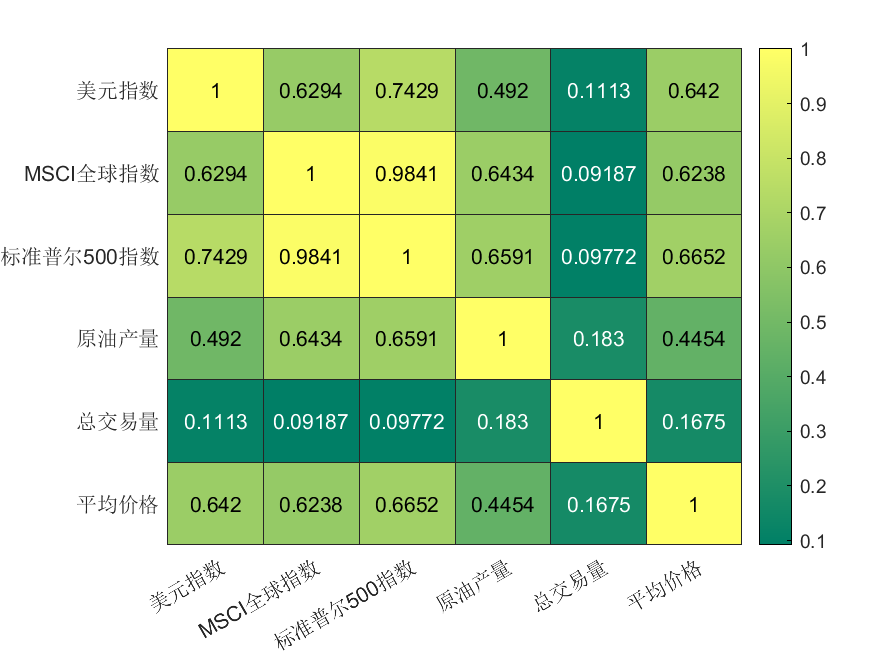 美元指数 1 0.6294 0.7429 0.492 0.1113 0.642
MSCI全球指数 0.6294 1 0.9841 0.6434 0.09187 0.6238
标准普尔500指数 0.7429 0.9841 1 0.6591 0.09772 0.6652
原油产量 0.492 0.6434 0.6591 1 0.183 0.4454
总交易量 0.1113 0.09187 0.09772 0.183 1 0.1675
平均价格 0.642 0.6238 0.6652 0.4454 0.1675 1
美元指数 MSCI全球指数 标准普尔500指数 原油产量 总交易量 平均价格
1
0.9
0.8
0.7
0.6
0.5
0.4
0.3
0.2
0.1